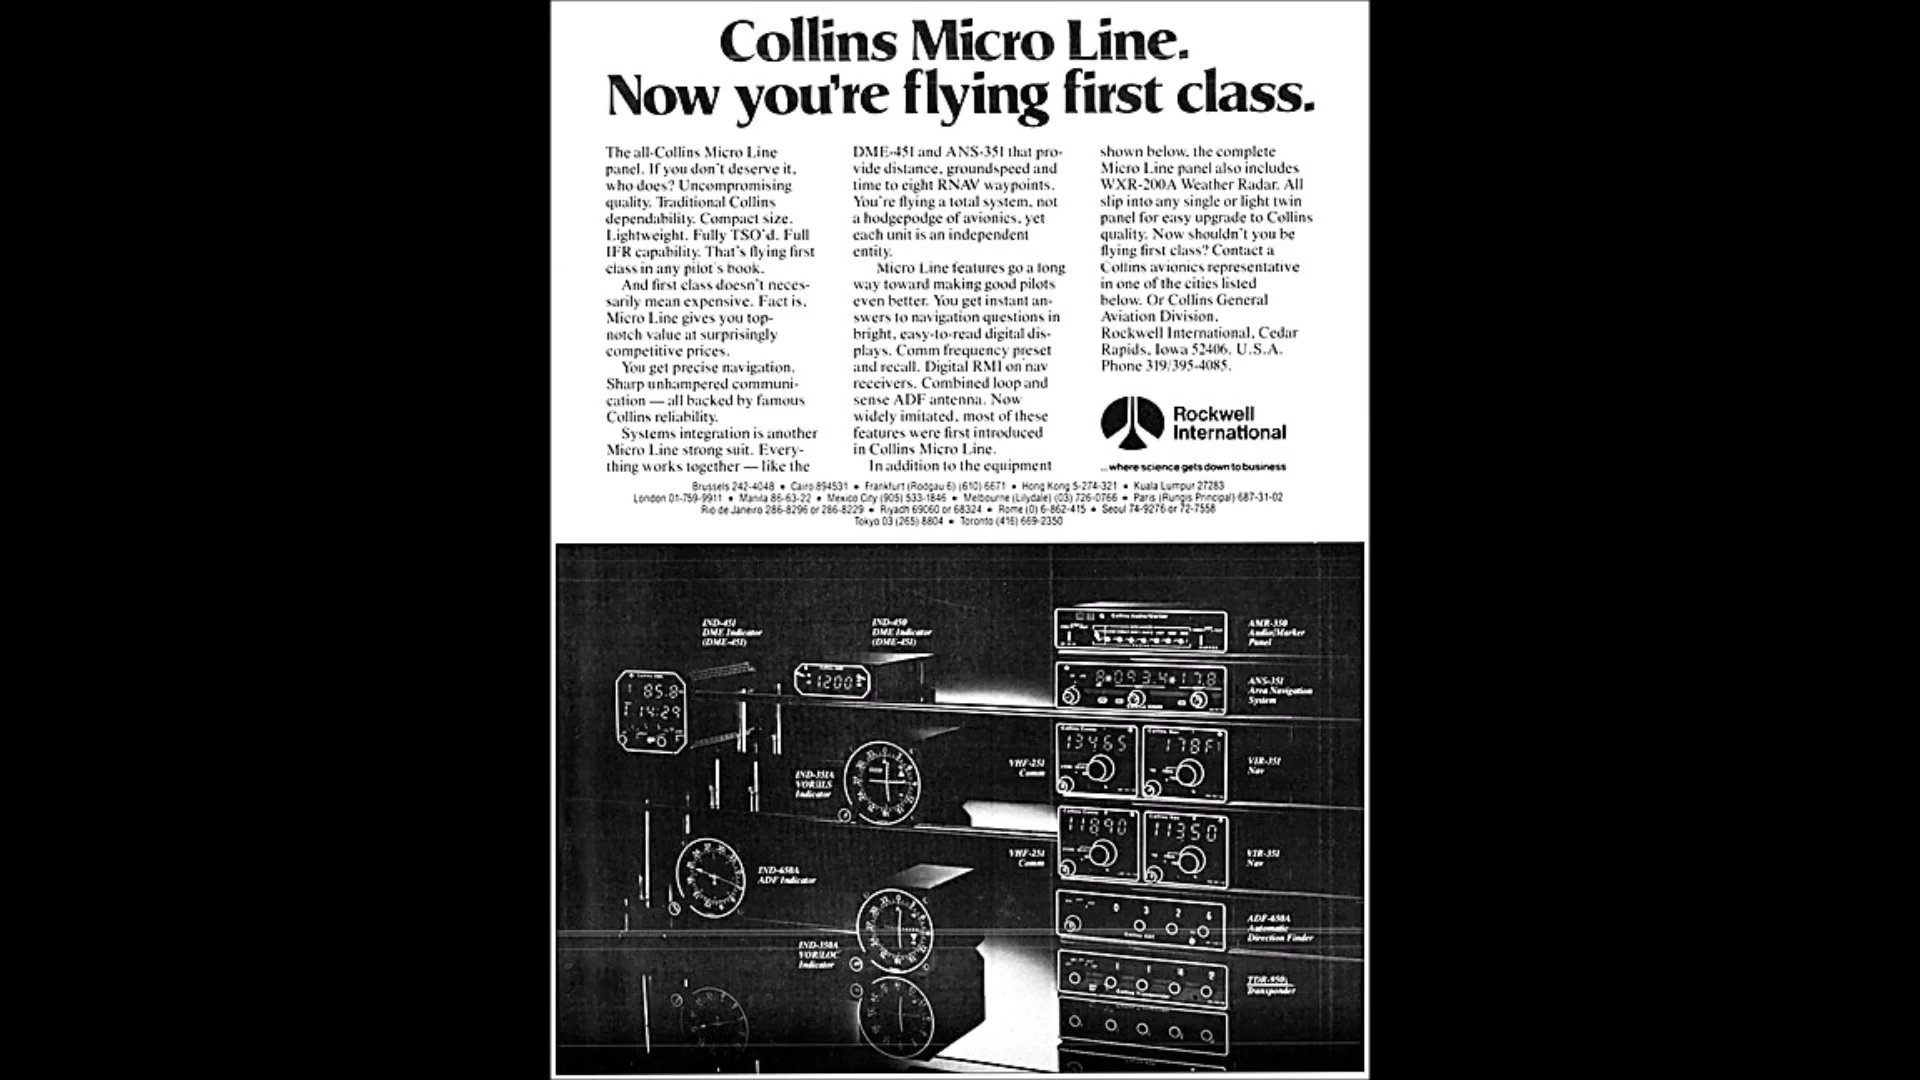 Collins Micro Line.
Now you're flying first class.
The all-Collins Micro Line
panel. If you don't deserve it,
who does? Uncompromising
quality. Traditional Collins
dependability. Compact size.
Lightweight. Fully TSO'd. Full
IFR capability. That's flying first
class in any pilot's book.
And first class doesn't neces-
sarily mean expensive. Fact is,
Micro Line gives you top-
notch value at surprisingly
competitive prices.
You get precise navigation.
Sharp unhampered communi-
cation — all backed by famous
Collins reliability.
Systems integration is another
Micro Line strong suit. Every-
thing works together — like the
DME-451 and ANS-351 that pro-
vide distance, groundspeed and
time to eight RNAV waypoints.
You're flying a total system, not
a hodgepodge of avionics, yet
each unit is an independent
entity.
Micro Line features go a long
way toward making good pilots
even better. You get instant an-
swers to navigation questions in
bright, easy-to-read digital dis-
plays. Comm frequency preset
and recall. Digital RMI on nav
receivers. Combined loop and
sense ADF antenna. Now
widely imitated, most of these
features were first introduced
in Collins Micro Line.
In addition to the equipment
shown below, the complete
Micro Line panel also includes
WXR-200A Weather Radar. All
slip into any single or light twin
panel for easy upgrade to Collins
quality. Now shouldn't you be
flying first class? Contact a
Collins avionics representative
in one of the cities listed
below. Or Collins General
Aviation Division,
Rockwell International, Cedar
Rapids, Iowa 52406, U.S.A.
Phone 319/395-4085.
Rockwell
International
...where science gets down to business
Brussels 242-4048 • Cairo 894531 • Frankfurt (Rodgau 6) (610) 6671 • Hong Kong 5-274-321 • Kuala Lumpur 27283
London 01-759-9911 • Manila 86-63-22 • Mexico City (905) 533-1846 • Melbourne (Lilydale) (03) 726-0766 • Paris (Rungis Principal) 687-31-02
Rio de Janeiro 286-8296 or 286-8229 • Riyadh 69060 or 68324 • Rome (0) 6-862-415 • Seoul 74-9276 or 72-7558
Tokyo 03 (265) 8804 • Toronto (416) 669-2350
IND-451
DME Indicator
(DME-451)
IND-450
DME Indicator
(DME-451)
AMR-350
Audio/Marker
Panel
85.8
14:29
1200
ANS-351
Area Navigation
System
IND-351A
VOR/ILS
Indicator
VHF-251
Comm
VIR-351
Nav
11890
11350
VHF-251
Comm
VIR-351
Nav
IND-650A
ADF Indicator
IND-350A
VOR/LOC
Indicator
0 3 2 6
ADF-650A
Automatic
Direction Finder
TDR-950
Transponder